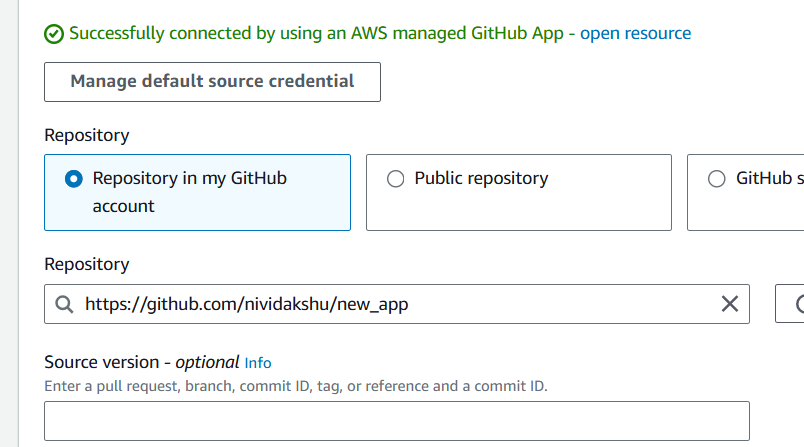 Successfully connected by using an AWS managed GitHub App - open resource
Manage default source credential
Repository
Repository in my GitHub
account
Public repository
GitHub s
Repository
https://github.com/nividakshu/new_app
Source version - optional Info
Enter a pull request, branch, commit ID, tag, or reference and a commit ID.